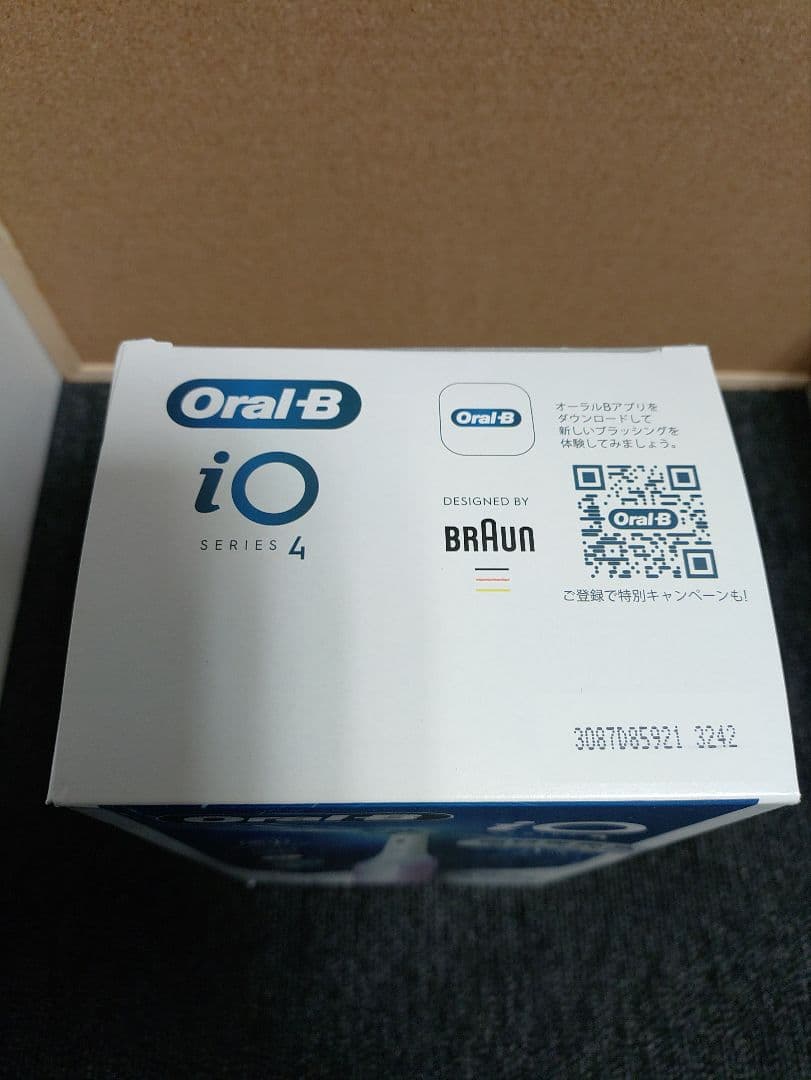 Oral-B
iO
SERIES 4
Oral-B
オーラルBアプリを
ダウンロードして
新しいブラッシングを
体験してみましょう。
DESIGNED BY
BRAUN
Oral-B
ご登録で特別キャンペーンも!
3087D85921 3242
Oral-B
iO